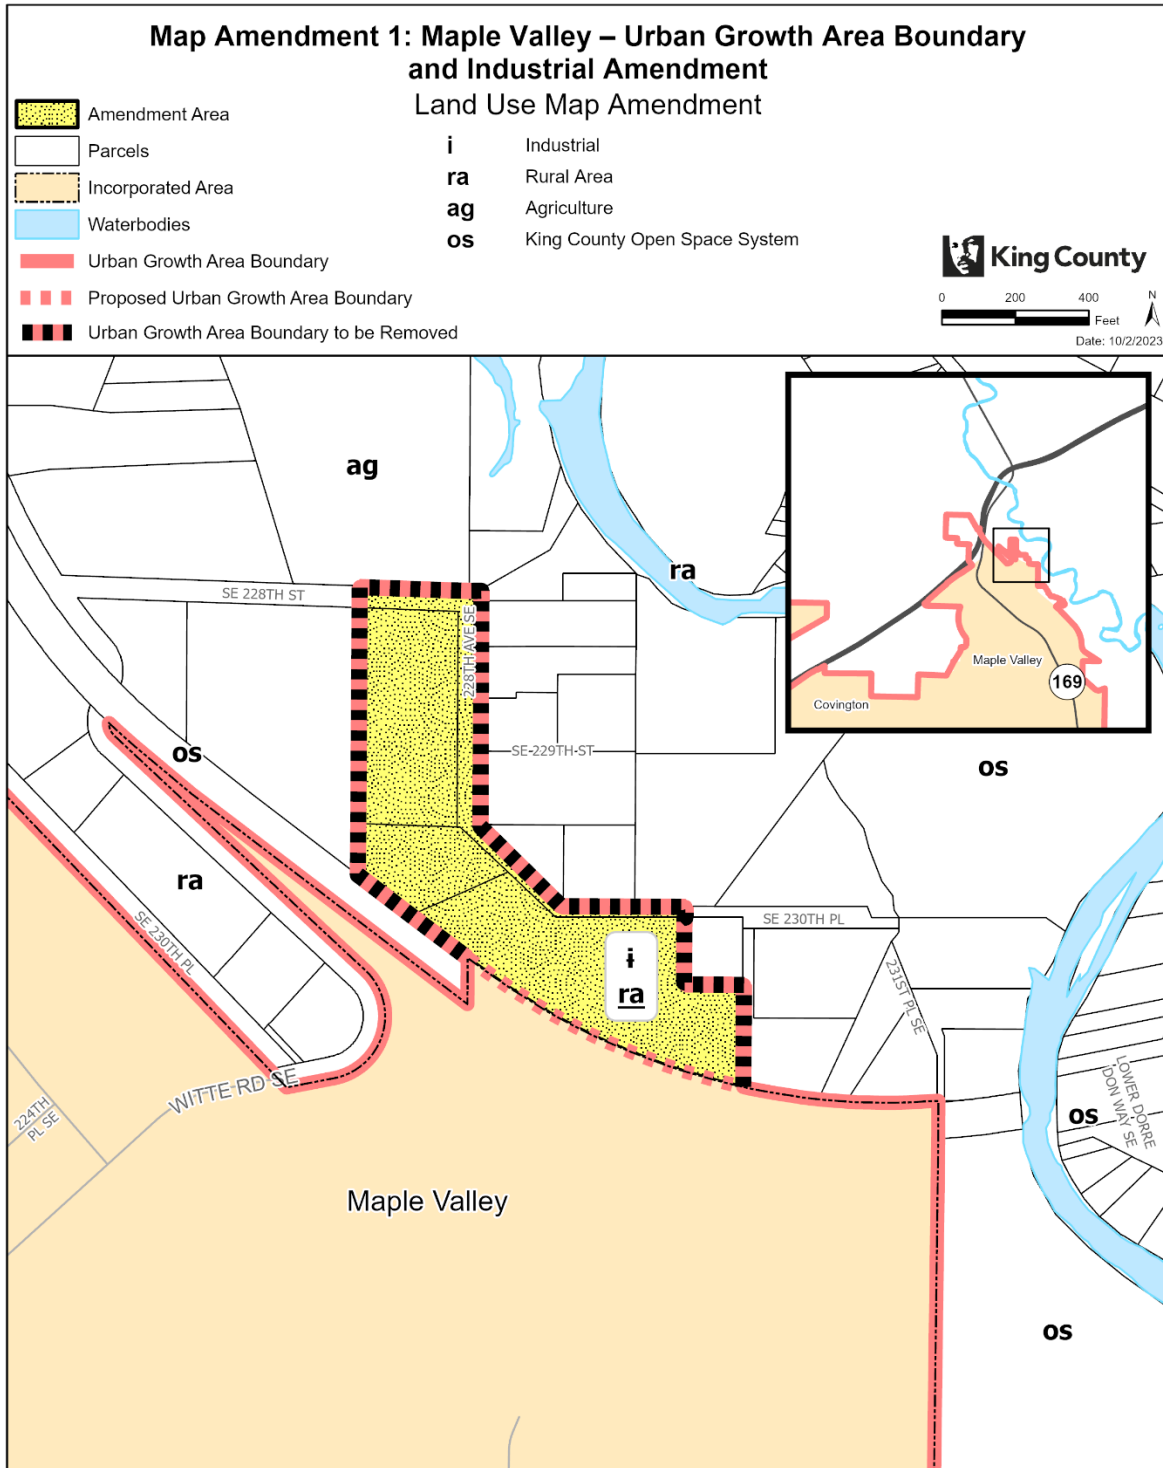 Map Amendment 1: Maple Valley – Urban Growth Area Boundary
and Industrial Amendment
Land Use Map Amendment
Amendment Area
Parcels
Incorporated Area
Waterbodies
Urban Growth Area Boundary
Proposed Urban Growth Area Boundary
Urban Growth Area Boundary to be Removed
i Industrial
ra Rural Area
ag Agriculture
os King County Open Space System
King County
0 200 400
Feet
N
Date: 10/2/2023
ag
ra
SE 228TH ST
228TH AVE SE
SE 229TH ST
Maple Valley
169
Covington
os
os
ra
SE 230TH PL
i
ra
SE 230TH PL
231ST PL SE
WITTE RD SE
224TH
PL SE
LOWER DORRE
DON WAY SE
os
Maple Valley
os